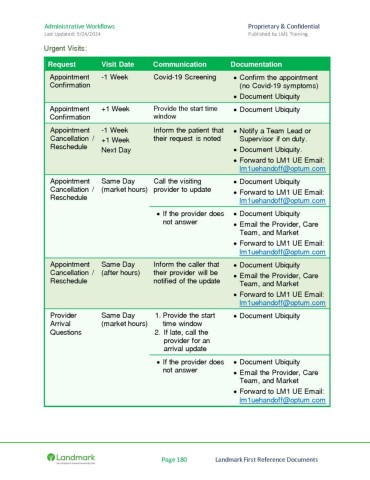 Administrative Workflows Proprietary & Confidential
Last Updated: 5/24/2024 Published by LM1 Training
Urgent Visits:
Request Visit Date Communication Documentation
Appointment Confirmation
-1 Week
Covid-19 Screening
• Confirm the appointment
(no Covid-19 symptoms)
• Document Ubiquity
Appointment
Confirmation
+1 Week
Provide the start time
window
• Document Ubiquity
Appointment
Cancellation /
Reschedule
-1 Week
+1 Week
Next Day
Inform the patient that
their request is noted
• Notify a Team Lead or
Supervisor if on duty.
• Document Ubiquity.
• Forward to LM1 UE Email:
lm1uehandoff@optum.com
Appointment
Cancellation /
Reschedule
Same Day
(market hours)
Call the visiting
provider to update
• Document Ubiquity
• Forward to LM1 UE Email:
lm1uehandoff@optum.com
• If the provider does
not answer
• Document Ubiquity
• Email the Provider, Care
Team, and Market
• Forward to LM1 UE Email:
lm1uehandoff@optum.com
Appointment
Cancellation /
Reschedule
Same Day
(after hours)
Inform the caller that
their provider will be
notified of the update
• Document Ubiquity
• Email the Provider, Care
Team, and Market
• Forward to LM1 UE Email:
lm1uehandoff@optum.com
Provider
Arrival
Questions
Same Day
(market hours)
1. Provide the start
time window
2. If late, call the
provider for an
arrival update
• Document Ubiquity
• If the provider does
not answer
• Document Ubiquity
• Email the Provider, Care
Team, and Market
• Forward to LM1 UE Email:
lm1uehandoff@optum.com
Landmark
Page 180 Landmark First Reference Documents